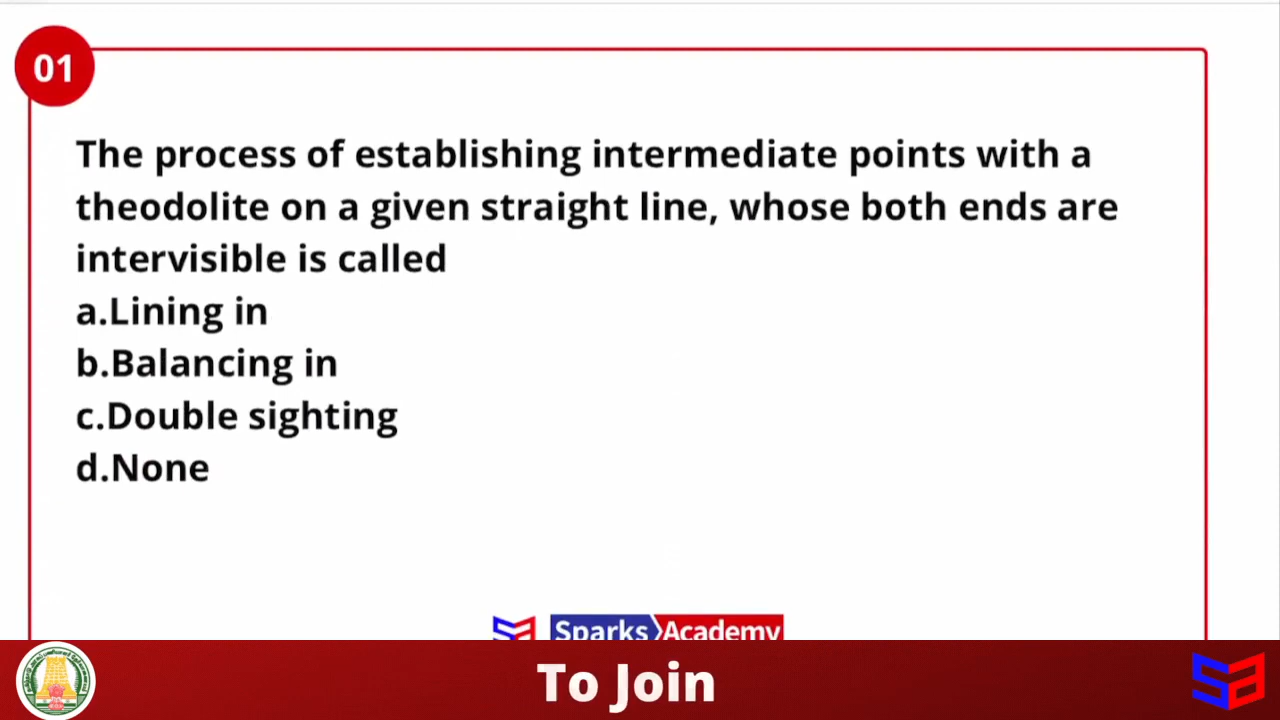 01
The process of establishing intermediate points with a
theodolite on a given straight line, whose both ends are
intervisible is called
a.Lining in
b.Balancing in
c.Double sighting
d.None
Sparks Academy
To Join